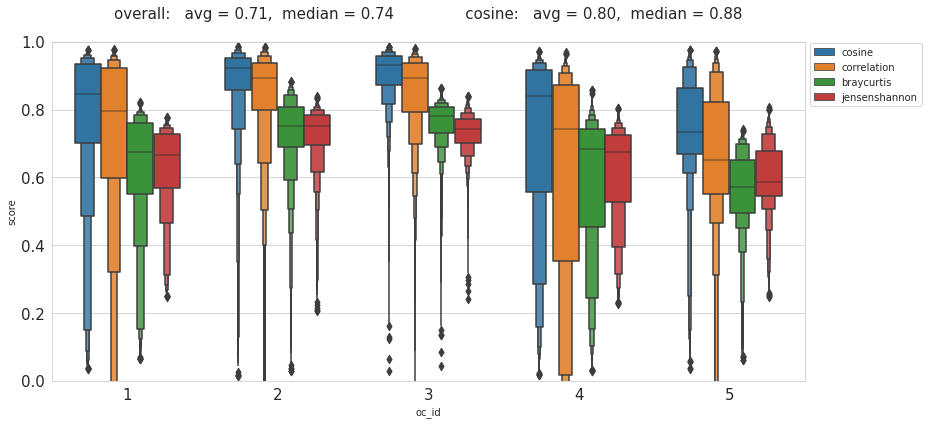 overall:   avg = 0.71,  median = 0.74	cosine:   avg = 0.80,  median = 0.88
1.0
0.8
0.6
0.4
0.2
0.0
score
1 2 3 4 5
oc_id
cosine
correlation
braycurtis
jensenshannon